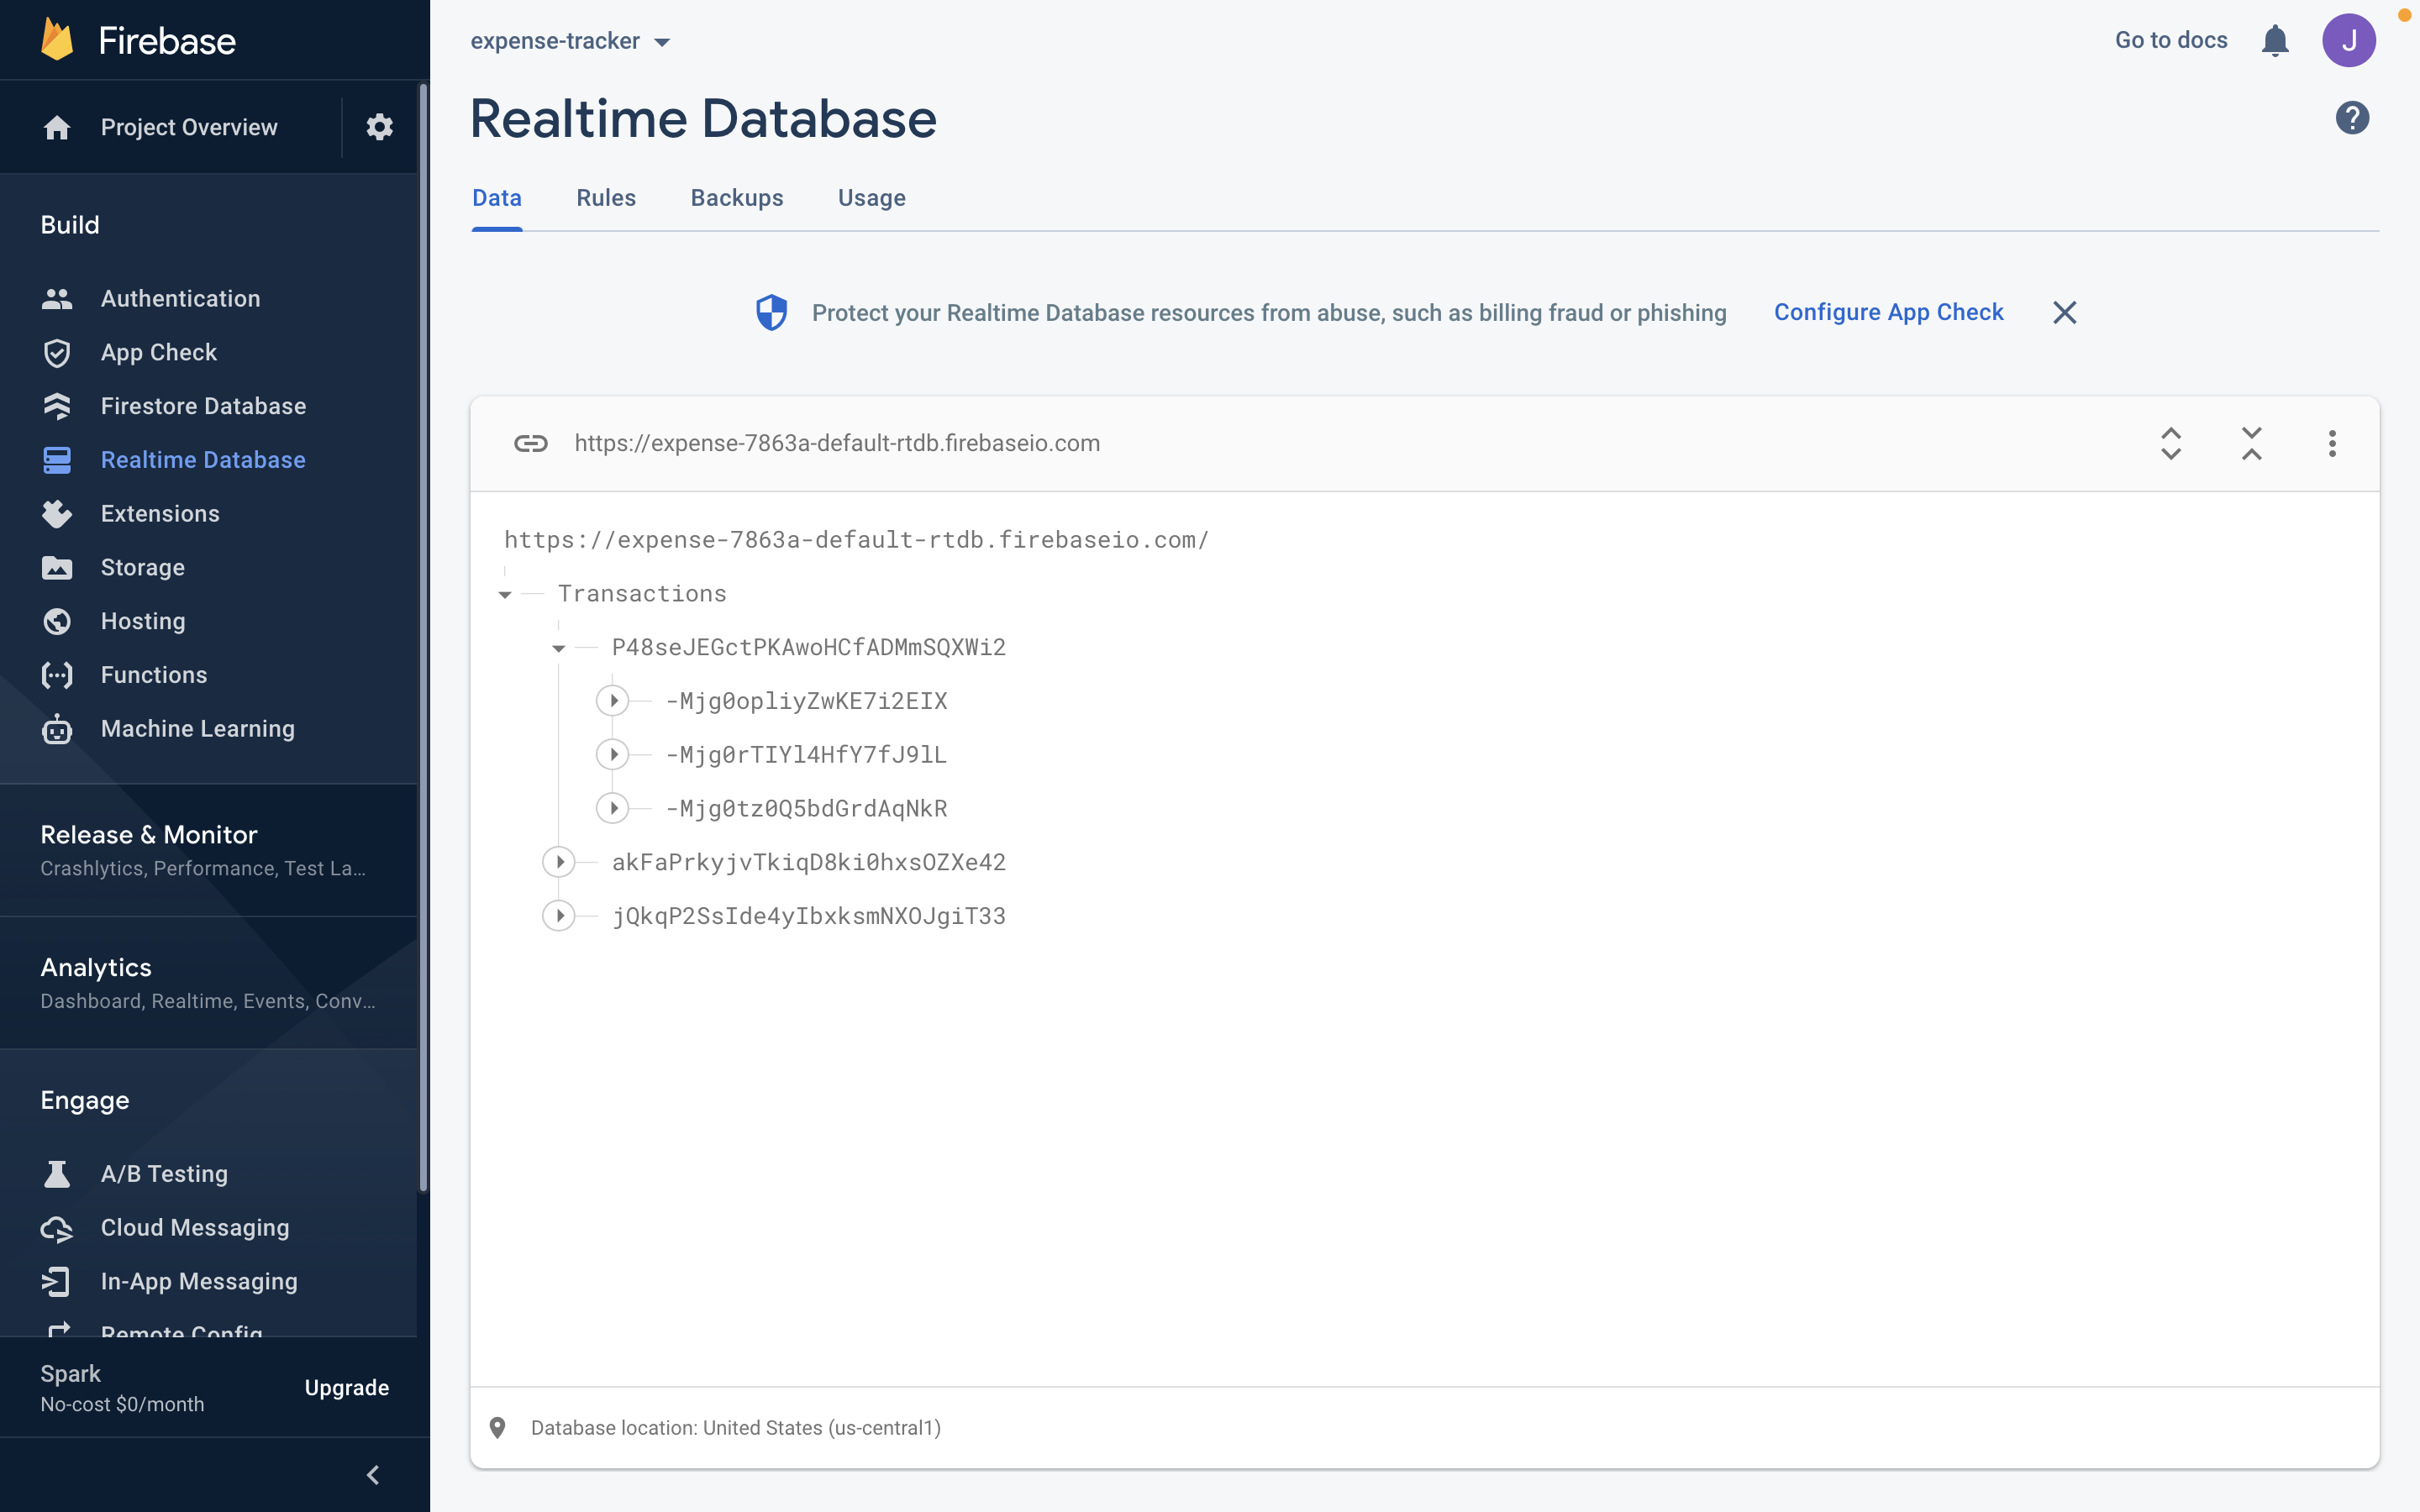 Firebase
Project Overview
Build
Authentication
App Check
Firestore Database
Realtime Database
Extensions
Storage
Hosting
Functions
Machine Learning
Release & Monitor
Crashlytics, Performance, Test La...
Analytics
Dashboard, Realtime, Events, Conv...
Engage
A/B Testing
Cloud Messaging
In-App Messaging
Remote Config
Spark
No-cost $0/month
Upgrade
expense-tracker
Go to docs
J
Realtime Database
Data Rules Backups Usage
Protect your Realtime Database resources from abuse, such as billing fraud or phishing Configure App Check
https://expense-7863a-default-rtdb.firebaseio.com
https://expense-7863a-default-rtdb.firebaseio.com/
Transactions
P48seJEGctPKAwoHCfADMmSQXWi2
-Mjg0opliyZwKE7i2EIX
-Mjg0rTIYl4HfY7fJ9lL
-Mjg0tz0Q5bdGrdAqNkR
akFaPrkyjvTkiqD8ki0hxsOZXe42
jQkqP2SsIde4yIbxksmNXOJgiT33
Database location: United States (us-central1)